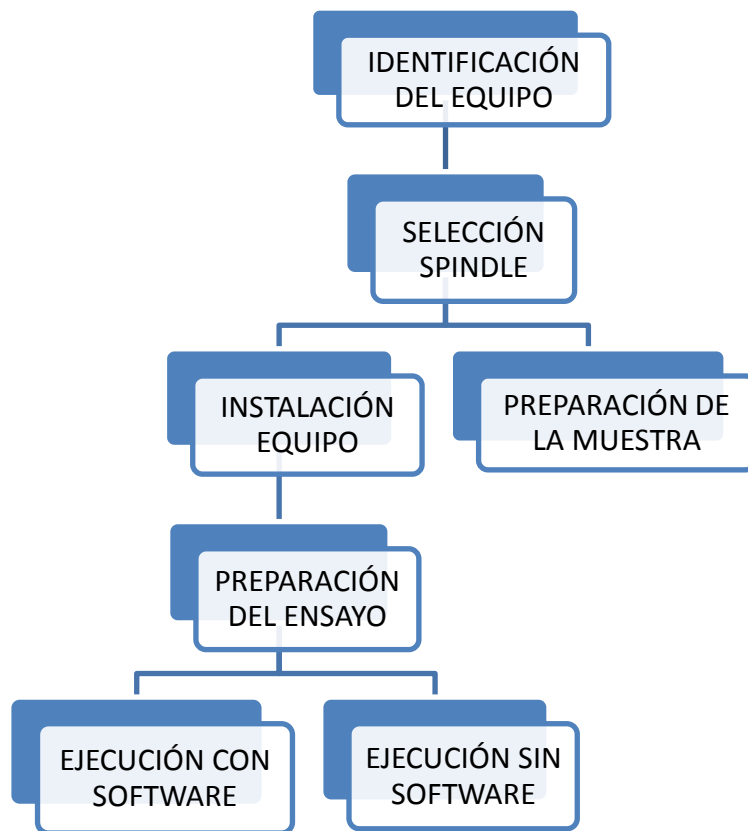 IDENTIFICACIÓN
DEL EQUIPO
SELECCIÓN
SPINDLE
INSTALACIÓN
EQUIPO
PREPARACIÓN DE
LA MUESTRA
PREPARACIÓN
DEL ENSAYO
EJECUCIÓN CON
SOFTWARE
EJECUCIÓN SIN
SOFTWARE